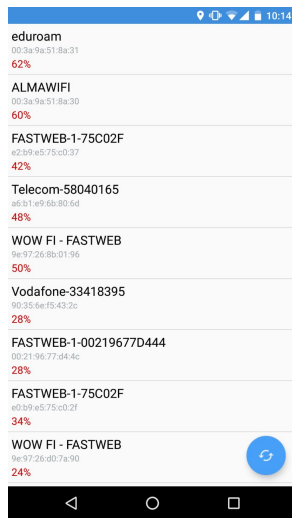 10:14
eduroam
00:3a:9a:51:8a:31
62%
ALMAWIFI
00:3a:9a:51:8a:30
60%
FASTWEB-1-75C02F
e2:b9:e5:75:c0:37
42%
Telecom-58040165
a6:b1:e9:6b:80:6d
48%
WOW FI - FASTWEB
9e:97:26:8b:01:96
50%
Vodafone-33418395
90:35:6e:f5:43:2c
28%
FASTWEB-1-00219677D444
00:21:96:77:d4:4c
28%
FASTWEB-1-75C02F
e0:b9:e5:75:c0:2f
34%
WOW FI - FASTWEB
9e:97:26:d0:7a:90
24%